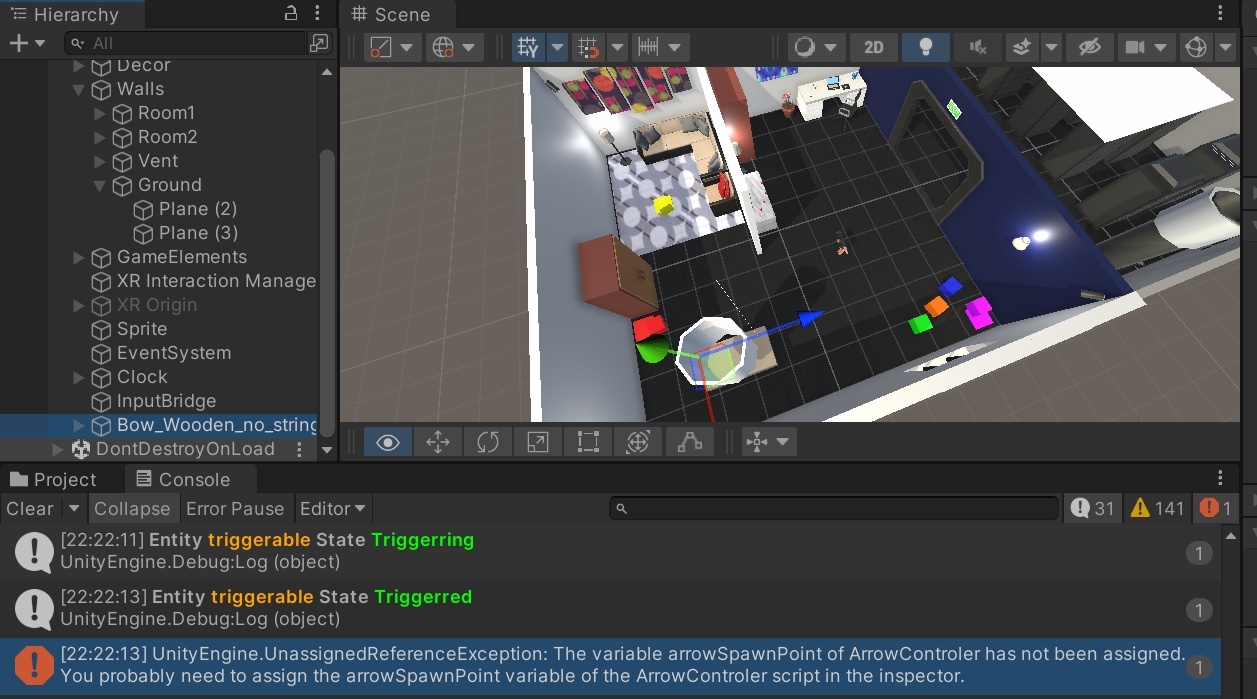 Hierarchy
Scene
All
2D
Decor
Walls
Room1
Room2
Vent
Ground
Plane (2)
Plane (3)
GameElements
XR Interaction Manage
XR Origin
Sprite
EventSystem
Clock
InputBridge
Bow_Wooden_no_string
DontDestroyOnLoad
Project
Console
Clear
Collapse
Error Pause
Editor
31
141
1
[22:22:11] Entity triggerable State Triggerring
UnityEngine.Debug:Log (object)
1
[22:22:13] Entity triggerable State Triggerred
UnityEngine.Debug:Log (object)
1
[22:22:13] UnityEngine.UnassignedReferenceException: The variable arrowSpawnPoint of ArrowControler has not been assigned.
You probably need to assign the arrowSpawnPoint variable of the ArrowControler script in the inspector.
1